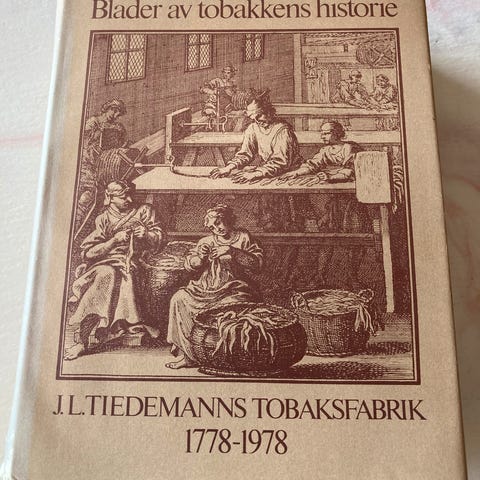 Blader av tobakkens historie
J. L. TIEDEMANNS TOBAKSFABRIK
1778-1978